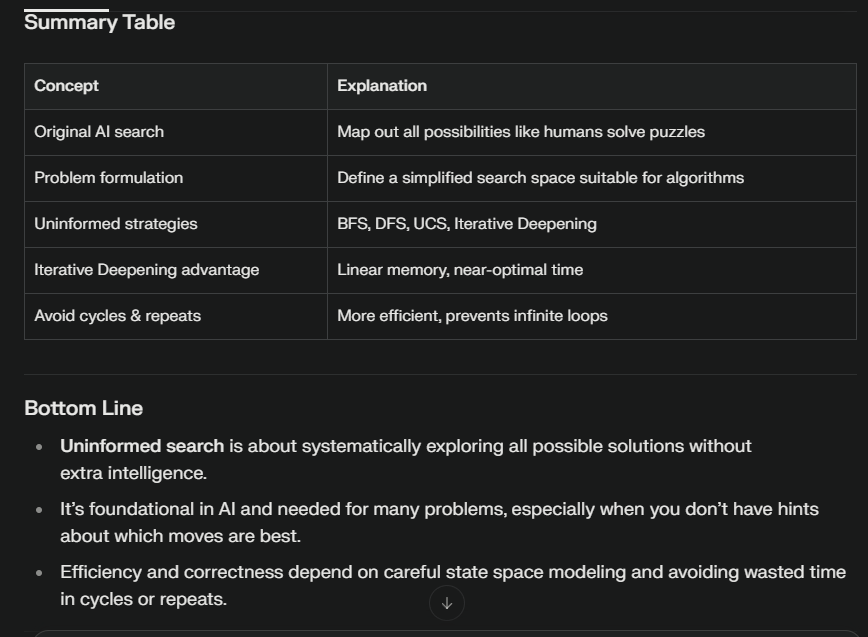 Summary Table
Concept Explanation
Original AI search Map out all possibilities like humans solve puzzles
Problem formulation Define a simplified search space suitable for algorithms
Uninformed strategies BFS, DFS, UCS, Iterative Deepening
Iterative Deepening advantage Linear memory, near-optimal time
Avoid cycles & repeats More efficient, prevents infinite loops
Bottom Line
• Uninformed search is about systematically exploring all possible solutions without
extra intelligence.
• It’s foundational in AI and needed for many problems, especially when you don’t have hints
about which moves are best.
• Efficiency and correctness depend on careful state space modeling and avoiding wasted time
in cycles or repeats.